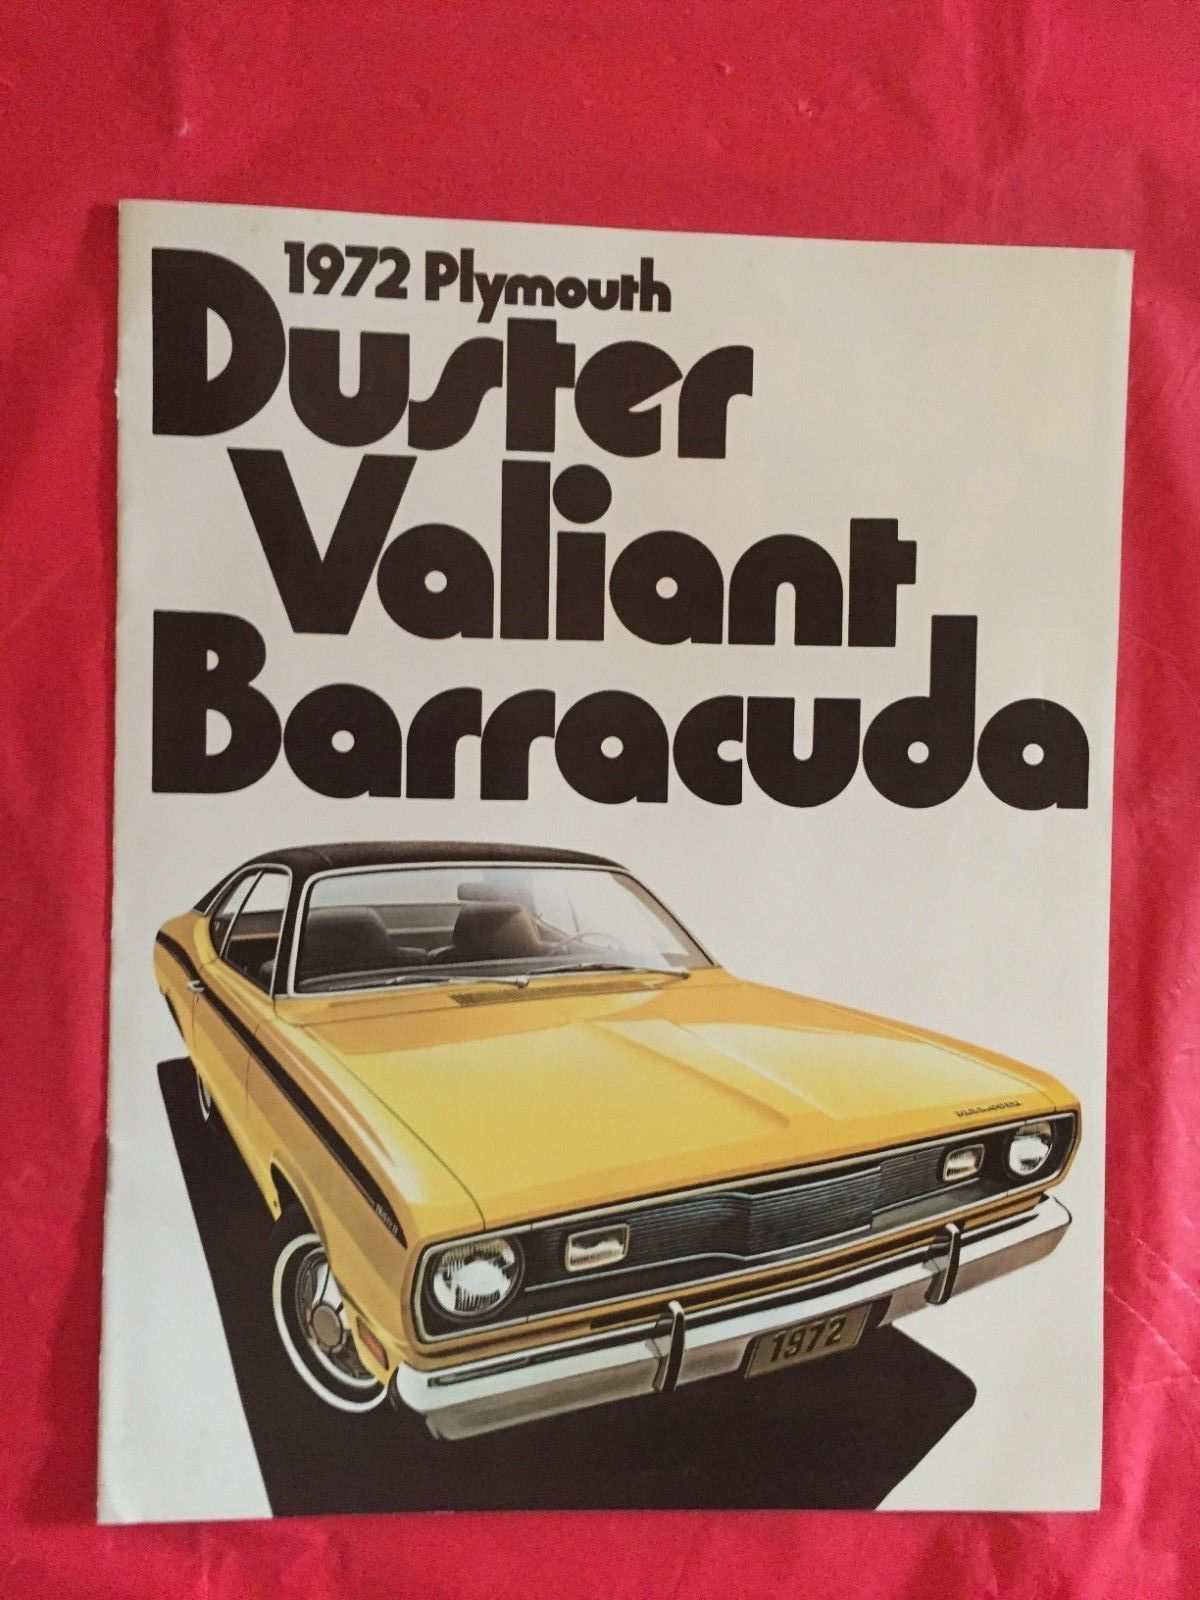 1972 Plymouth
Duster
Valiant
Barracuda
1972